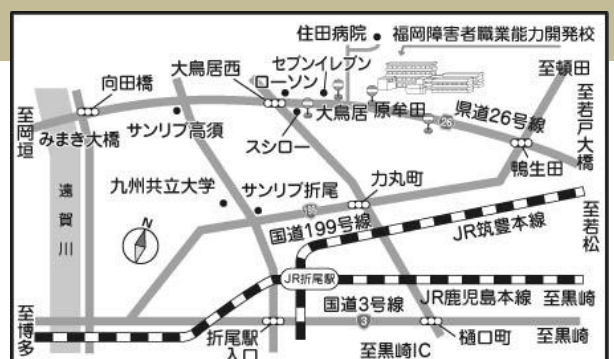 住田病院
福岡障害者職業能力開発校
セブンイレブン
ローソン
大鳥居西
向田橋
至頓田
至岡垣
みまき大橋
サンリブ高須
スシロー
大鳥居
原牟田
県道26号線
26
至若戸大橋
鴨生田
遠賀川
九州共立大学
サンリブ折尾
力丸町
N
199
国道199号線
JR筑豊本線
至若松
JR折尾駅
JR鹿児島本線
至黒崎
至博多
折尾駅
入口
国道3号線
3
樋口町
至黒崎
至黒崎IC